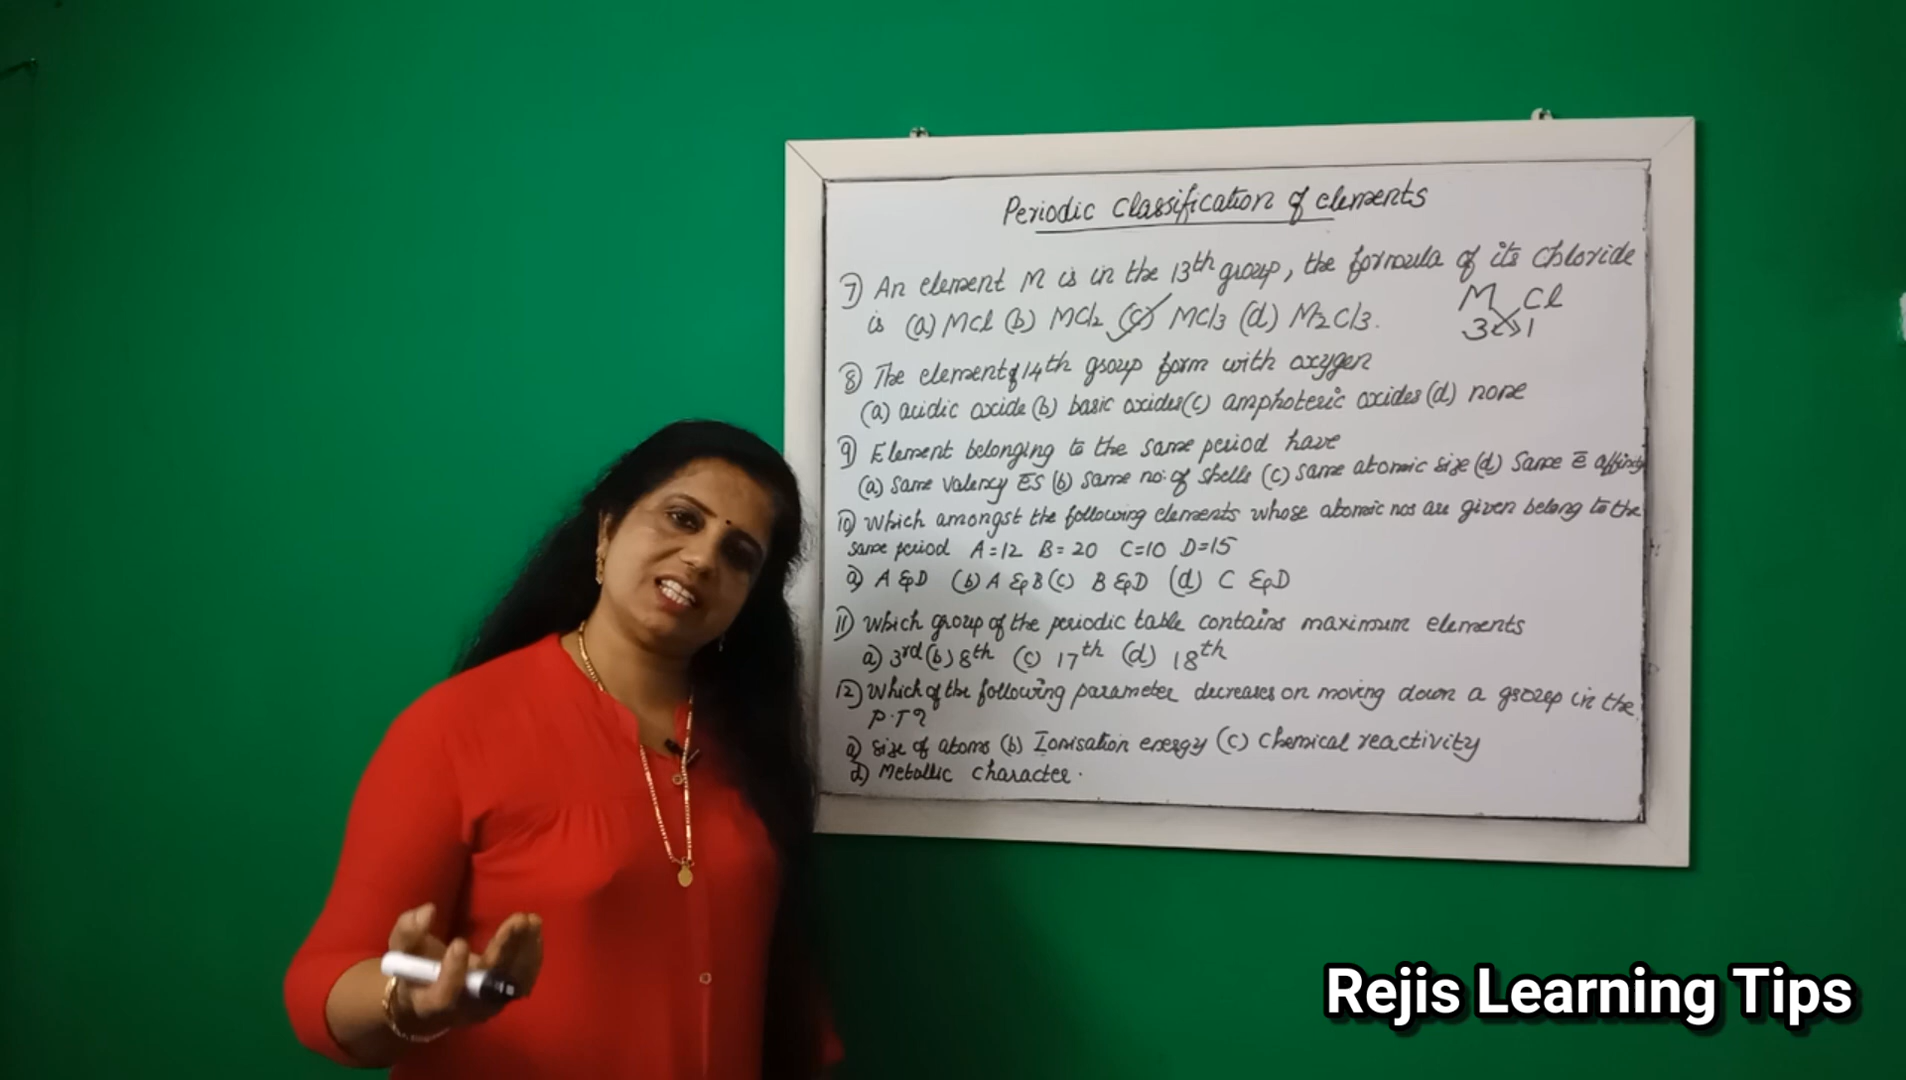 Periodic Classification of elements
7) An element M is in the 13th group, the formula of its chloride
is (a) MCl (b) MCl2 (c) MCl3 (d) M2Cl3.
M Cl
3 1
8) The element of 14th group form with oxygen
(a) acidic oxide (b) basic oxides (c) amphoteric oxides (d) none
9) Element belonging to the same period have
(a) same valency ES (b) same no: of shells (c) same atomic size (d) Same E affinity
10) Which amongst the following elements whose atomic nos are given belong to the
same period A=12 B=20 C=10 D=15
a) A & D (b) A & B (c) B & D (d) C & D
11) Which group of the periodic table contains maximum elements
a) 3rd (b) 8th (c) 17th (d) 18th
12) Which of the following parameter decreases on moving down a group in the
P.T?
a) size of atoms (b) Ionisation energy (c) Chemical reactivity
d) Metallic character.
Rejis Learning Tips